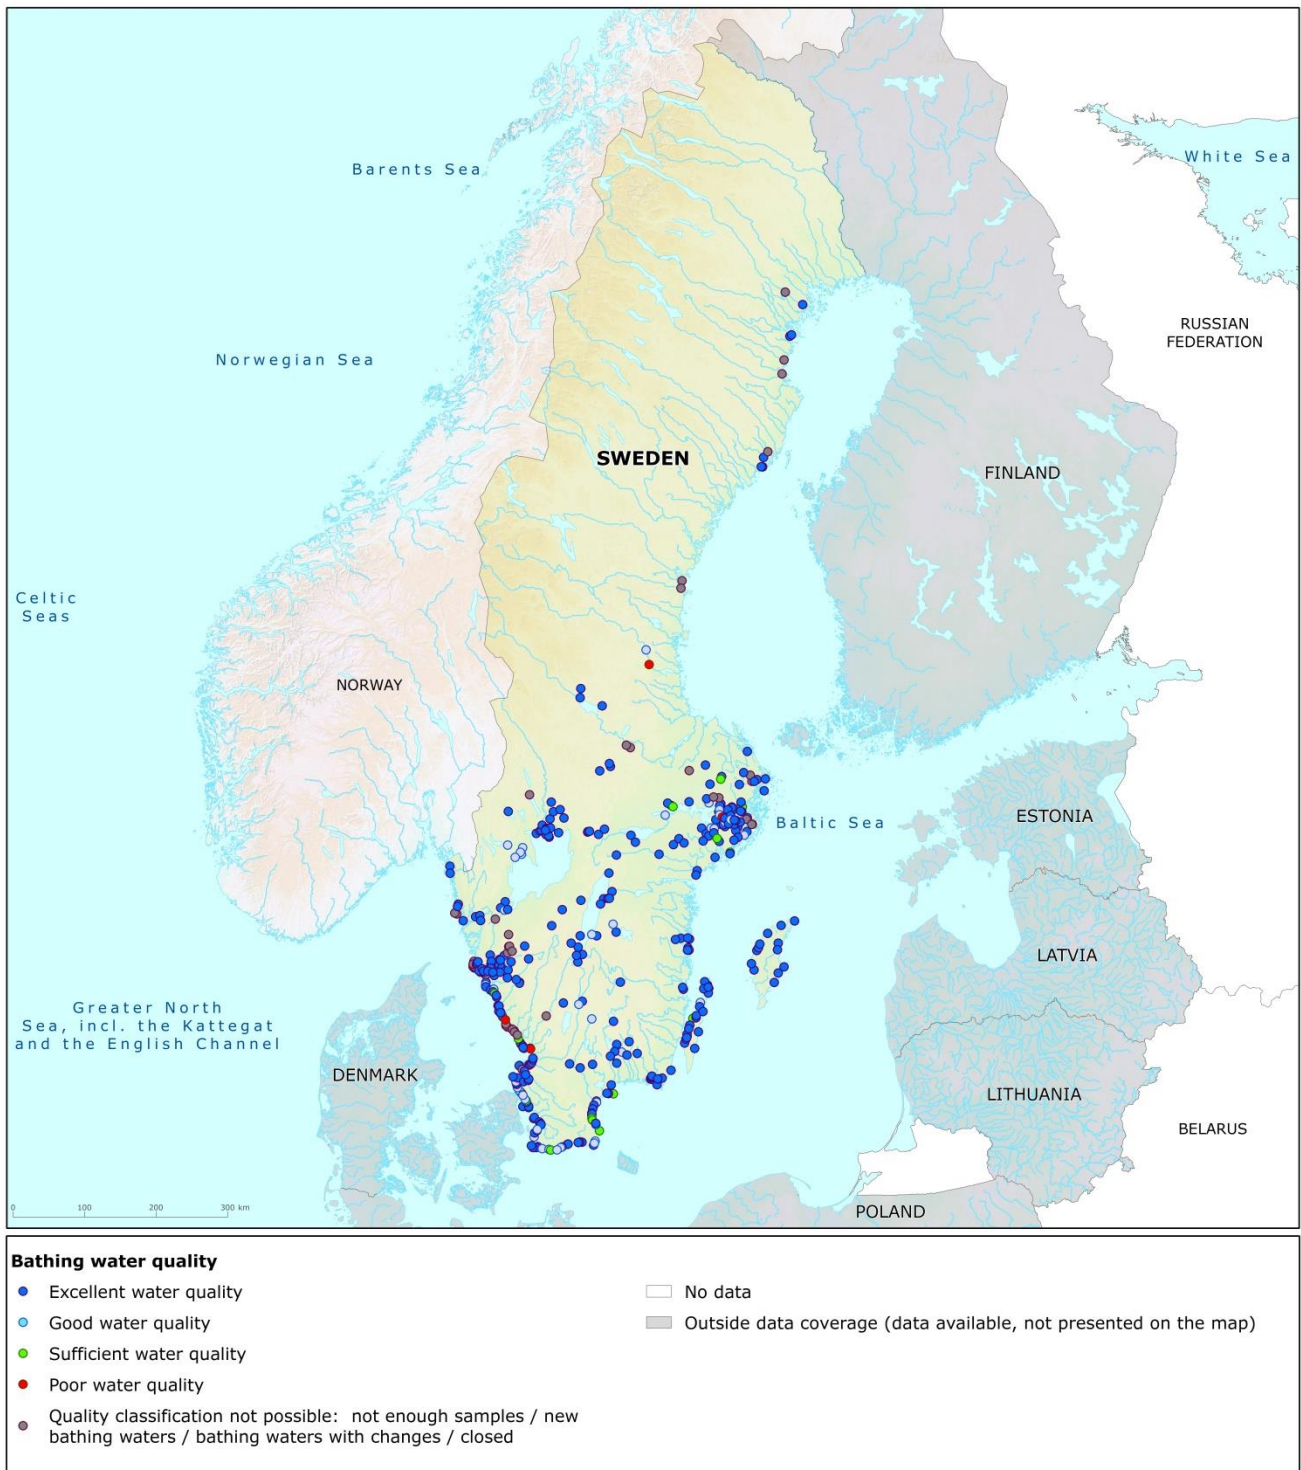 Barents Sea
White Sea
RUSSIAN
FEDERATION
Norwegian Sea
SWEDEN
FINLAND
Celtic
Seas
NORWAY
Baltic Sea
ESTONIA
LATVIA
Greater North
Sea, incl. the Kattegat
and the English Channel
DENMARK
LITHUANIA
BELARUS
POLAND
0 100 200 300 km
Bathing water quality
Excellent water quality
Good water quality
Sufficient water quality
Poor water quality
Quality classification not possible: not enough samples / new
bathing waters / bathing waters with changes / closed
No data
Outside data coverage (data available, not presented on the map)